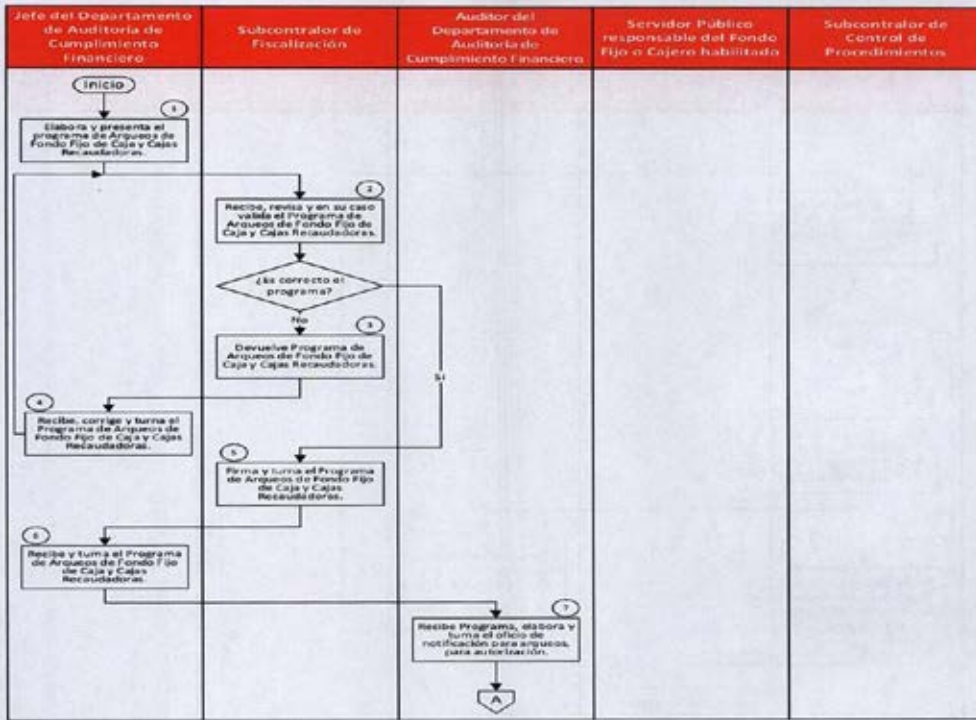 Jefe del Departamento
de Auditoría de
Cumplimiento
Financiero
Subcontralor de
Fiscalización
Auditor del
Departamento de
Auditoría de
Cumplimiento Financiero
Servidor Público
responsable del Fondo
Fijo o Cajero habilitado
Subcontralor de
Control de
Procedimientos
Inicio
1
Elabora y presenta el
programa de Arqueos de
Fondo Fijo de Caja y Cajas
Recaudadoras.
2
Recibe, revisa y en su caso
valida el Programa de
Arqueos de Fondo Fijo de
Caja y Cajas Recaudadoras.
¿Es correcto el
programa?
No
Si
3
Devuelve Programa de
Arqueos de Fondo Fijo de
Caja y Cajas Recaudadoras.
4
Recibe, corrige y turna el
Programa de Arqueos de
Fondo Fijo de Caja y Cajas
Recaudadoras.
5
Firma y turna el Programa
de Arqueos de Fondo Fijo
de Caja y Cajas
Recaudadoras.
6
Recibe y turna el Programa
de Arqueos de Fondo Fijo
de Caja y Cajas
Recaudadoras
7
Recibe Programa, elabora y
turna el oficio de
notificación para arqueos,
para autorización.
A